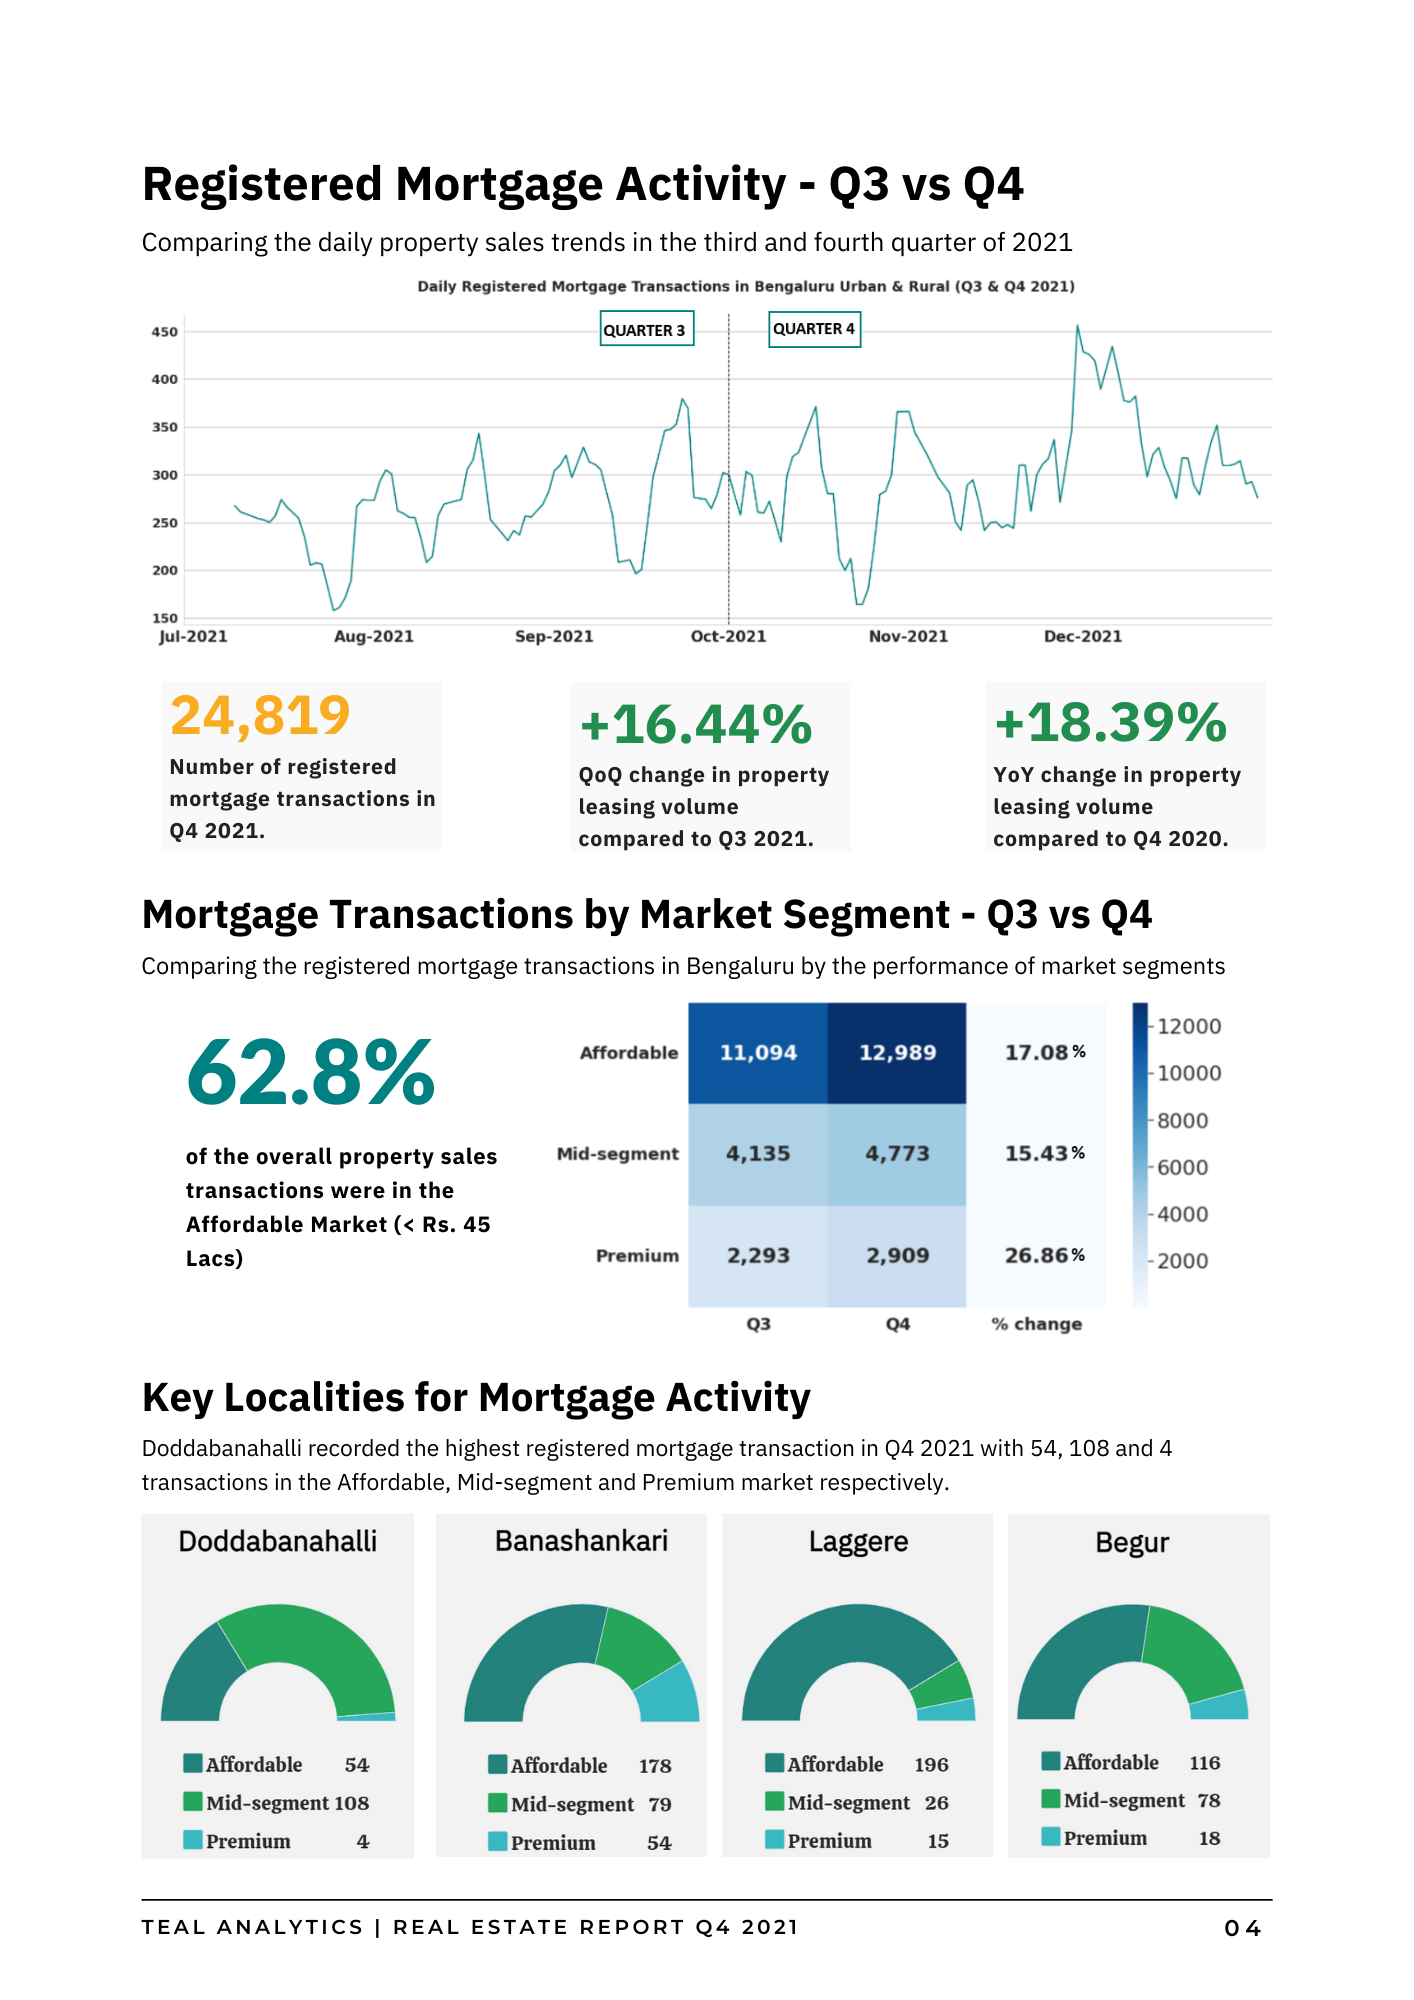 Registered Mortgage Activity - Q3 vs Q4
Comparing the daily property sales trends in the third and fourth quarter of 2021
Daily Registered Mortgage Transactions in Bengaluru Urban & Rural (Q3 & Q4 2021)
QUARTER 3
QUARTER 4
450
400
350
300
250
200
150
Jul-2021 Aug-2021 Sep-2021 Oct-2021 Nov-2021 Dec-2021
24,819
Number of registered
mortgage transactions in
Q4 2021.
+16.44%
QoQ change in property
leasing volume
compared to Q3 2021.
+18.39%
YoY change in property
leasing volume
compared to Q4 2020.
Mortgage Transactions by Market Segment - Q3 vs Q4
Comparing the registered mortgage transactions in Bengaluru by the performance of market segments
62.8%
of the overall property sales
transactions were in the
Affordable Market (< Rs. 45
Lacs)
Affordable 11,094 12,989 17.08%
Mid-segment 4,135 4,773 15.43%
Premium 2,293 2,909 26.86%
Q3 Q4 % change
12000
10000
8000
6000
4000
2000
Key Localities for Mortgage Activity
Doddabanahalli recorded the highest registered mortgage transaction in Q4 2021 with 54, 108 and 4
transactions in the Affordable, Mid-segment and Premium market respectively.
Doddabanahalli
Affordable 54
Mid-segment 108
Premium 4
Banashankari
Affordable 178
Mid-segment 79
Premium 54
Laggere
Affordable 196
Mid-segment 26
Premium 15
Begur
Affordable 116
Mid-segment 78
Premium 18
TEAL ANALYTICS | REAL ESTATE REPORT Q4 2021 04